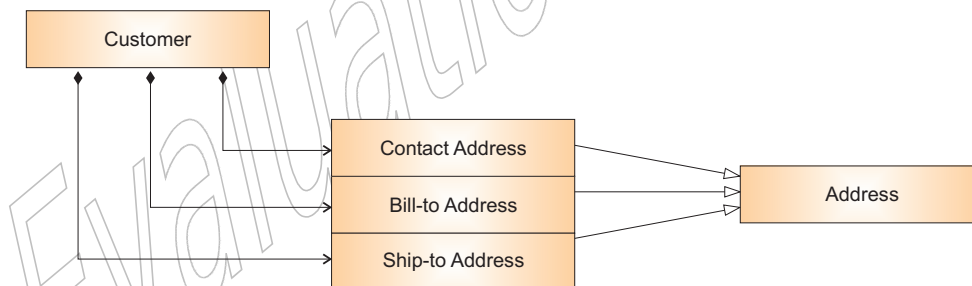 Customer
Contact Address
Bill-to Address
Address
Ship-to Address